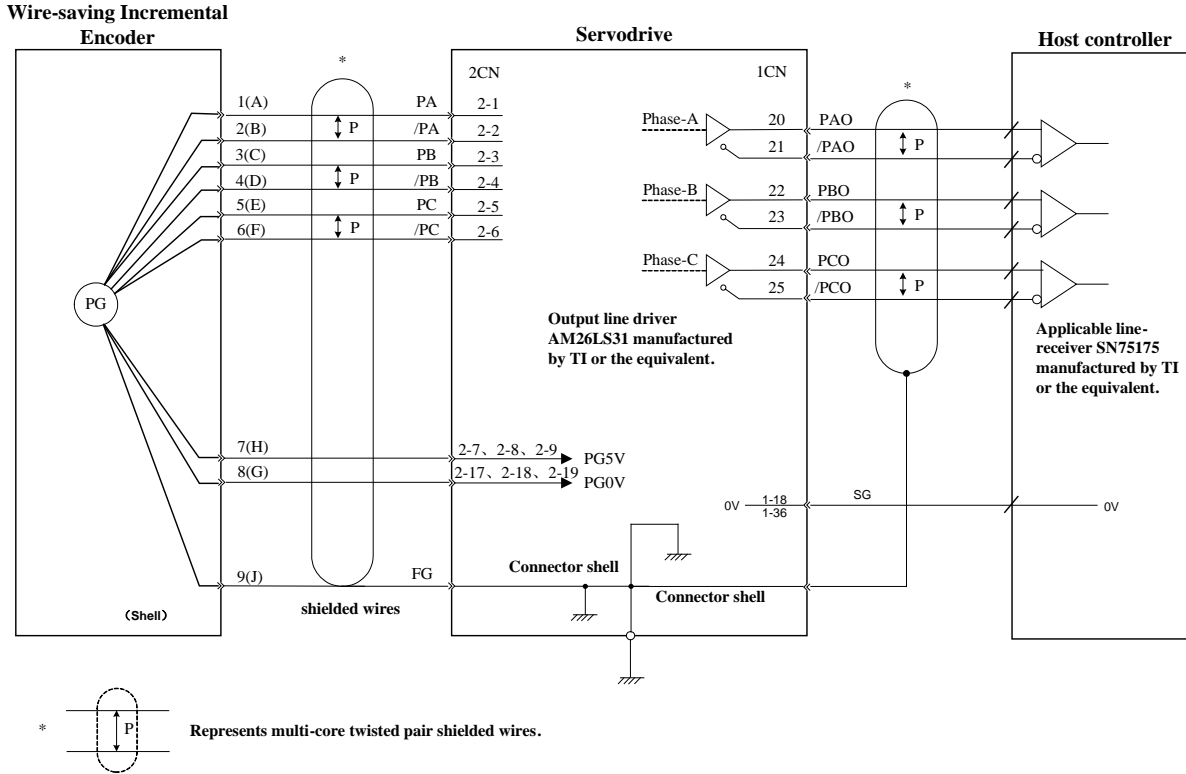 Wire-saving Incremental
Encoder
Servodrive
Host controller
*
2CN
1CN
*
1(A)
PA
2-1
P
2(B)
/PA
2-2
3(C)
PB
2-3
P
4(D)
/PB
2-4
5(E)
PC
2-5
P
6(F)
/PC
2-6
PG
Phase-A
20
PAO
P
21
/PAO
Phase-B
22
PBO
P
23
/PBO
Phase-C
24
PCO
P
25
/PCO
Output line driver
AM26LS31 manufactured
by TI or the equivalent.
Applicable line-
receiver SN75175
manufactured by TI
or the equivalent.
7(H)
2-7、2-8、2-9
PG5V
8(G)
2-17、2-18、2-19
PG0V
0V
1-18
1-36
SG
0V
9(J)
FG
Connector shell
Connector shell
(Shell)
shielded wires
*
P
Represents multi-core twisted pair shielded wires.